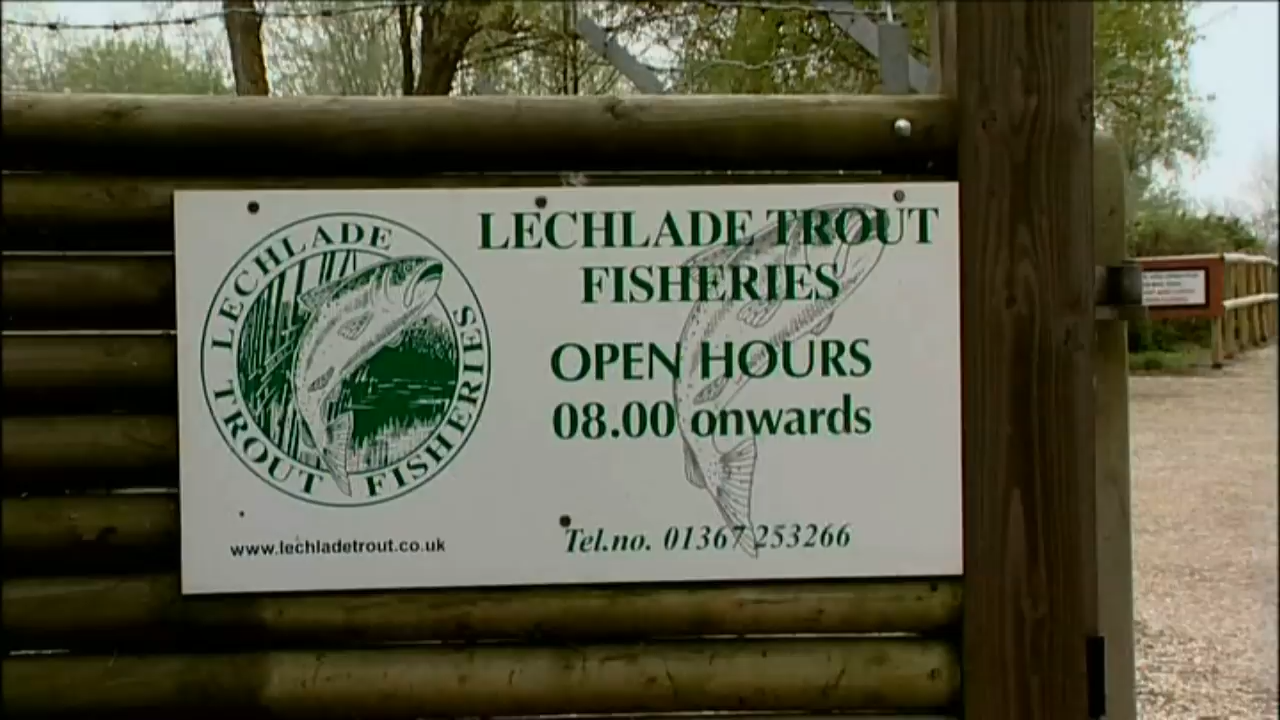 LECHLADE TROUT FISHERIES
LECHLADE TROUT
FISHERIES
OPEN HOURS
08.00 onwards
www.lechladetrout.co.uk
Tel.no. 01367 253266